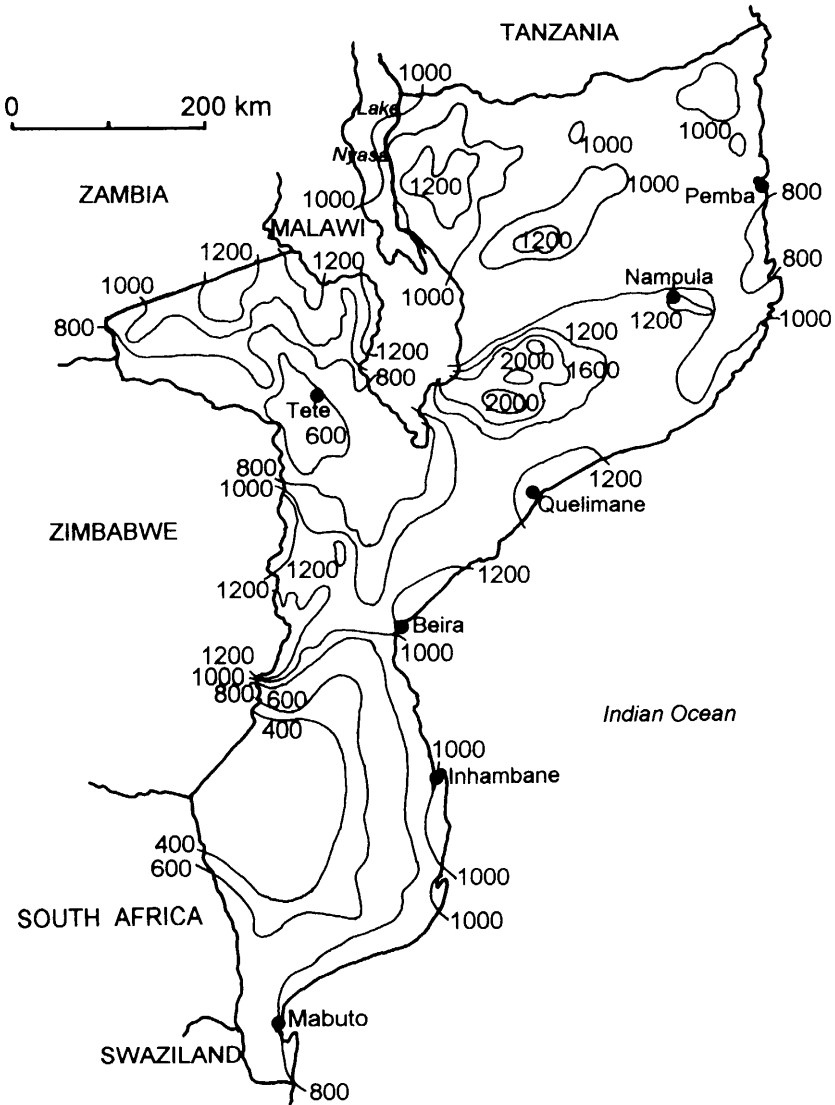 TANZANIA
1000
0 200 km
Lake
1000
Nyasa
1000
ZAMBIA
1200
1000
Pemba
800
1000
MALAWI
1200
1200
1200
800
1000
Nampula
1000
800
1200
1200
1000
1200
800
2000
1600
Tete
2000
600
800
1000
1200
Quelimane
ZIMBABWE
1200
1200
1200
Beira
1000
1200
1000
800
600
400
Indian Ocean
1000
Inhambane
400
600
1000
SOUTH AFRICA
1000
Mabuto
SWAZILAND
800